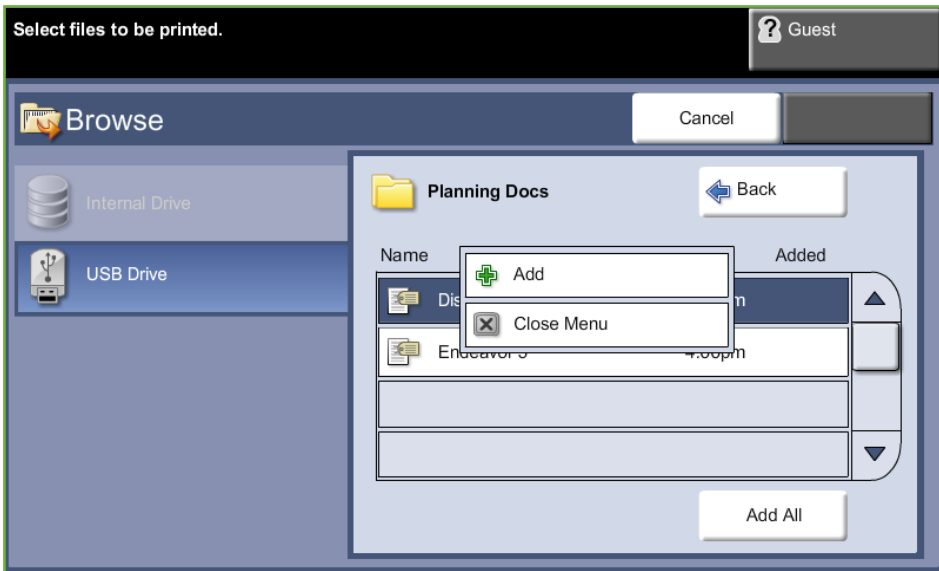 Select files to be printed.
Guest
Browse
Cancel
Internal Drive
USB Drive
Planning Docs
Back
Name
Added
Add
Close Menu
Add All